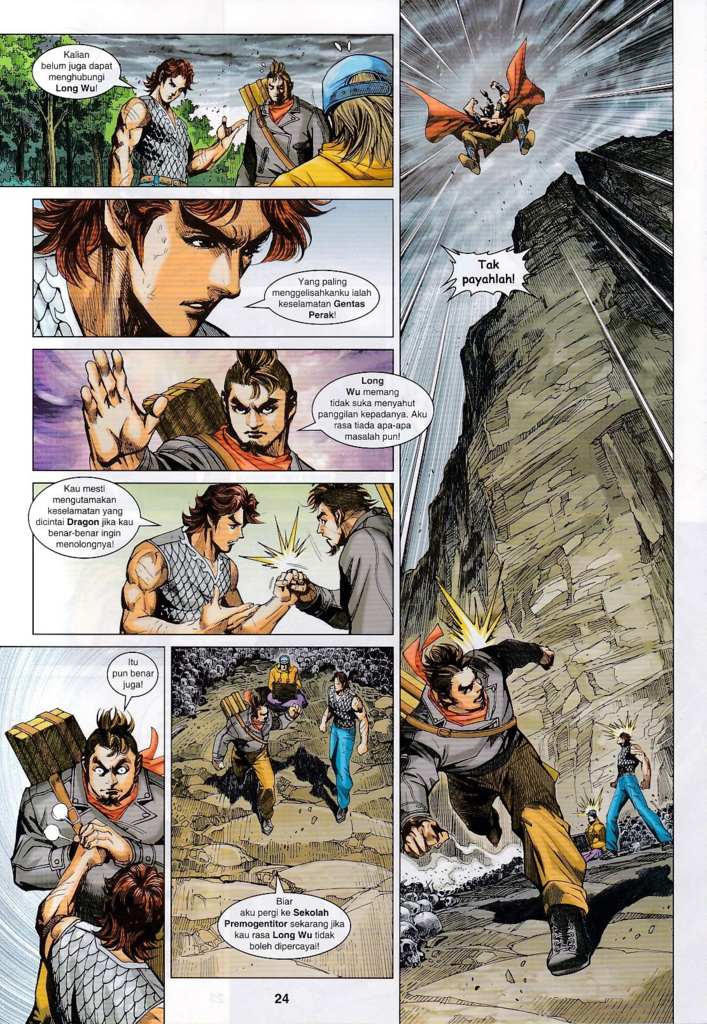 Kalian
belum juga dapat
menghubungi
Long Wu!
Yang paling
menggelisahkanku ialah
keselamatan Gentas
Perak!
Long
Wu memang
tidak suka menyahut
panggilan kepadanya. Aku
rasa tiada apa-apa
masalah pun!
Kau mesti
mengutamakan
keselamatan yang
dicintai Dragon jika kau
benar-benar ingin
menolongnya!
Itu
pun benar
juga!
Biar
aku pergi ke Sekolah
Premogentitor sekarang jika
kau rasa Long Wu tidak
boleh dipercayai!
Tak
payahlah!
24